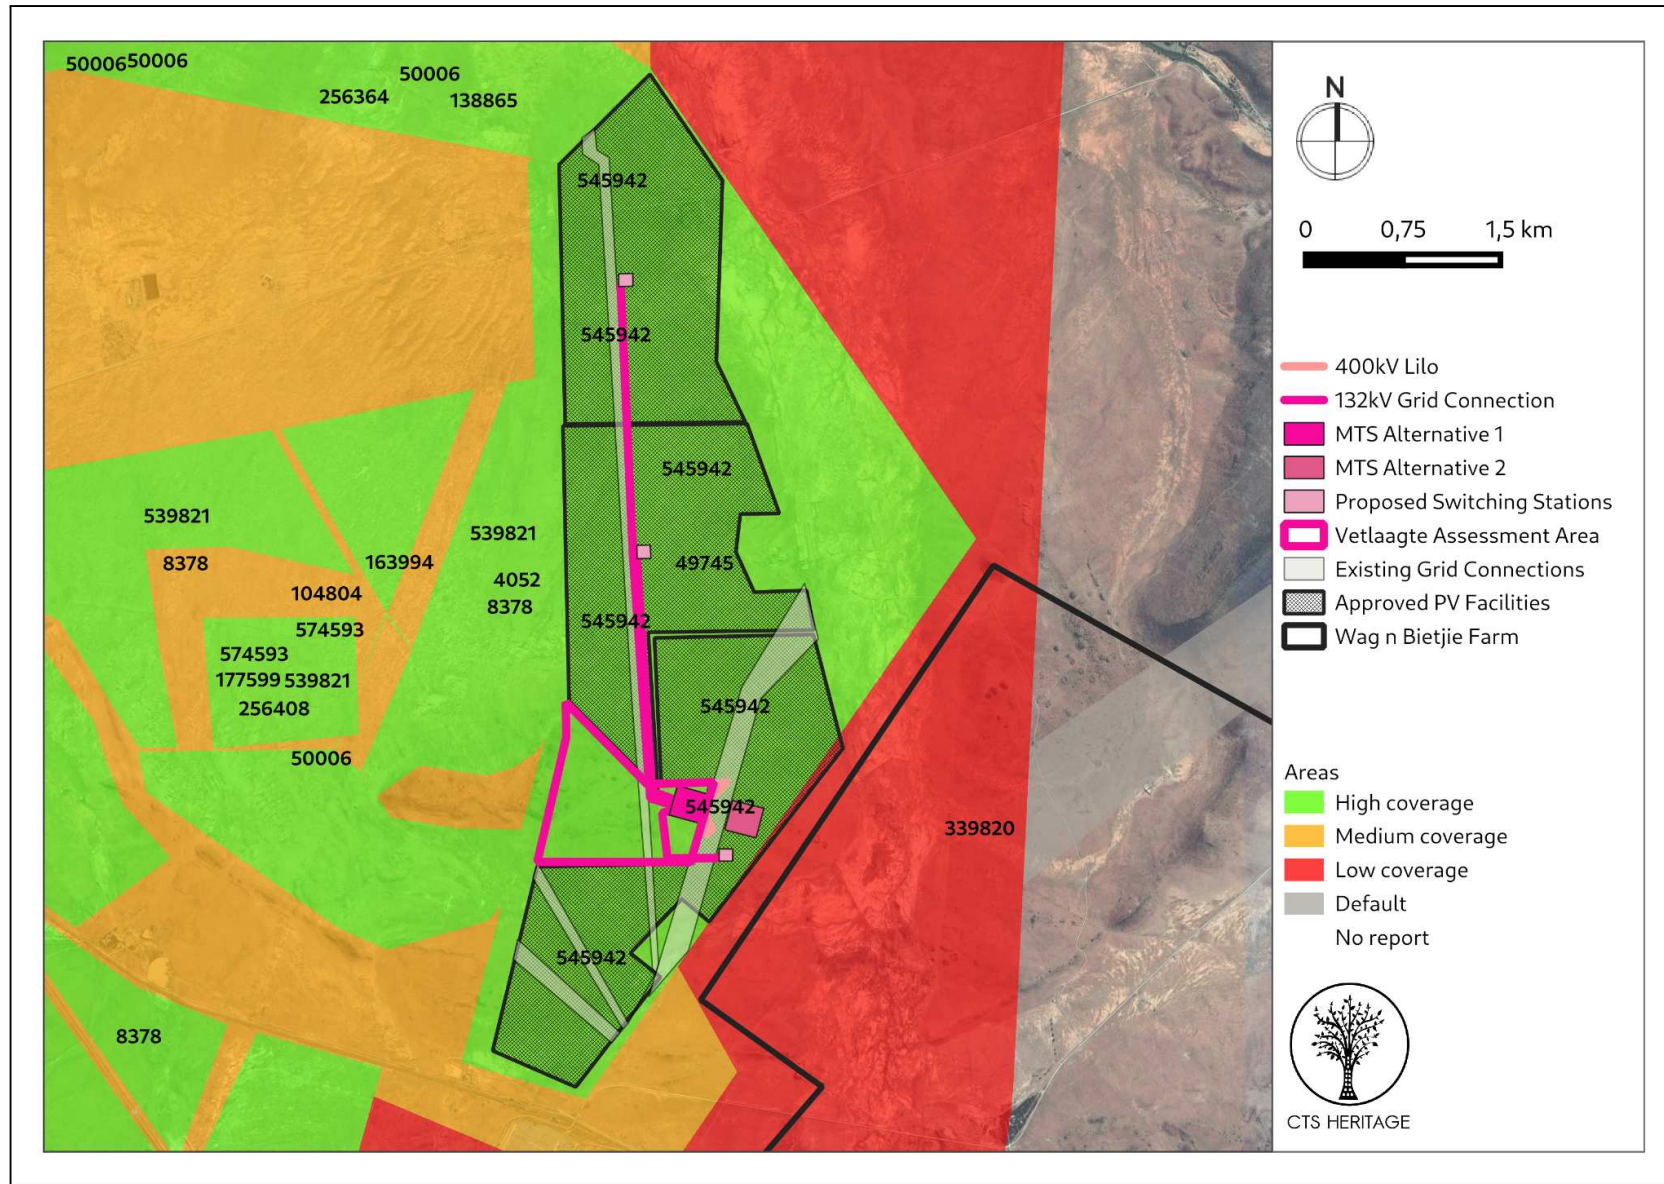 5000650006
50006
256364
138865
545942
545942
545942
539821
539821
8378
163994
49745
4052
104804
8378
545942
574593
574593
177599 539821
256408
545942
50006
545942
339820
545942
8378
N
0 0,75 1,5 km
400kV Lilo
132kV Grid Connection
MTS Alternative 1
MTS Alternative 2
Proposed Switching Stations
Vetlaagte Assessment Area
Existing Grid Connections
Approved PV Facilities
Wag n Bietjie Farm
Areas
High coverage
Medium coverage
Low coverage
Default
No report
CTS HERITAGE